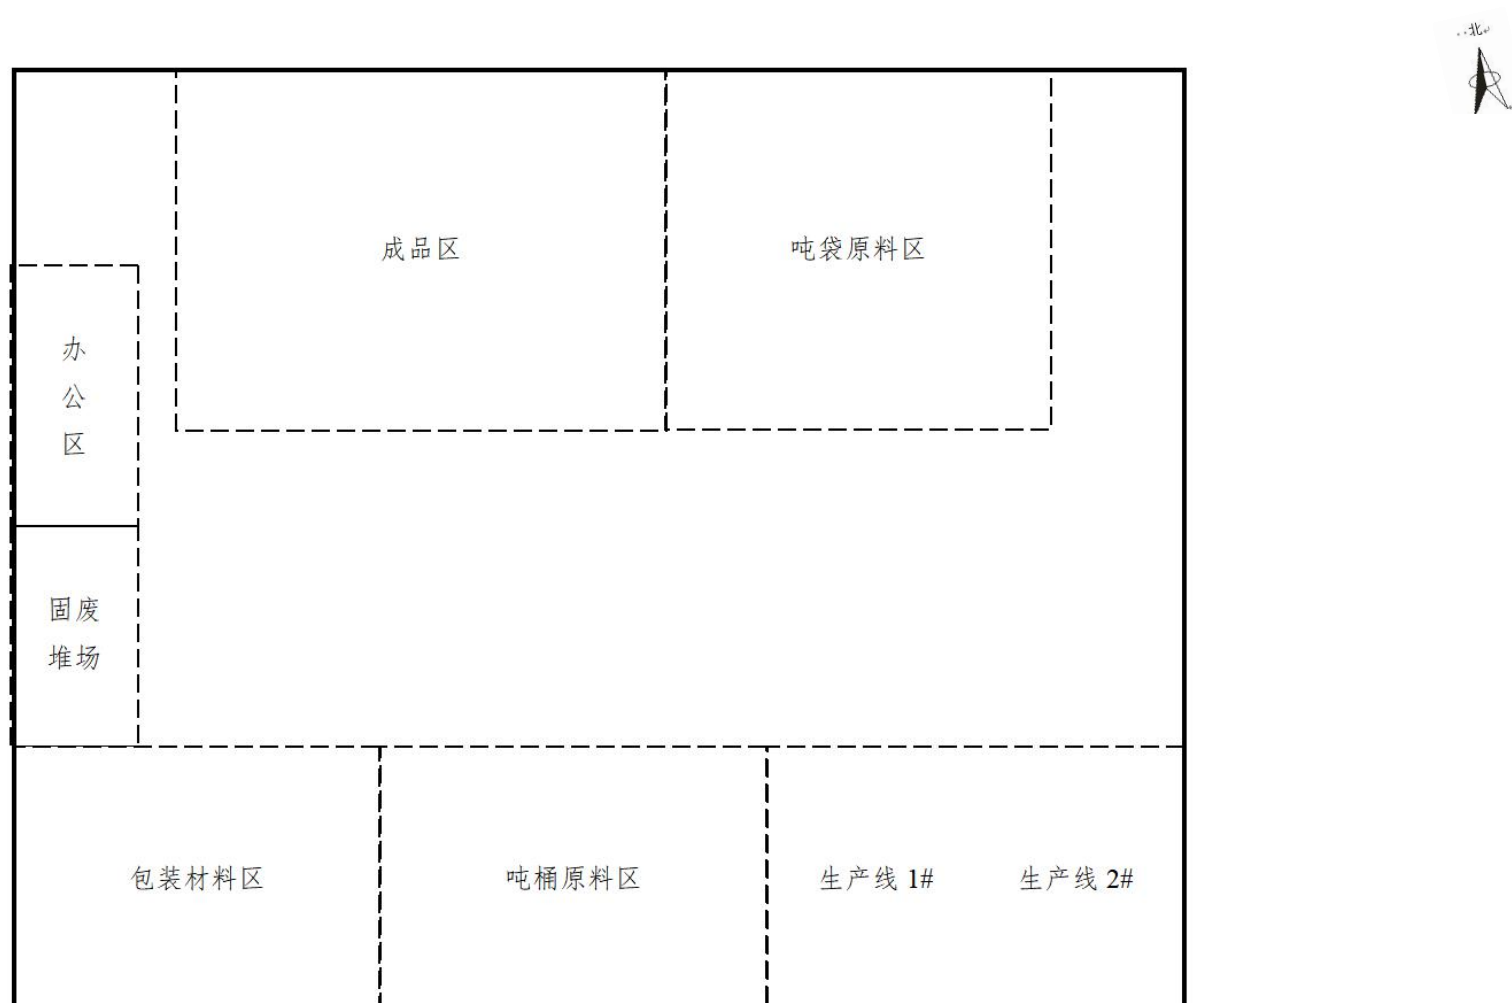 北
成品区
吨袋原料区
办
公
区
固废
堆场
包装材料区
吨桶原料区
生产线 1#
生产线 2#